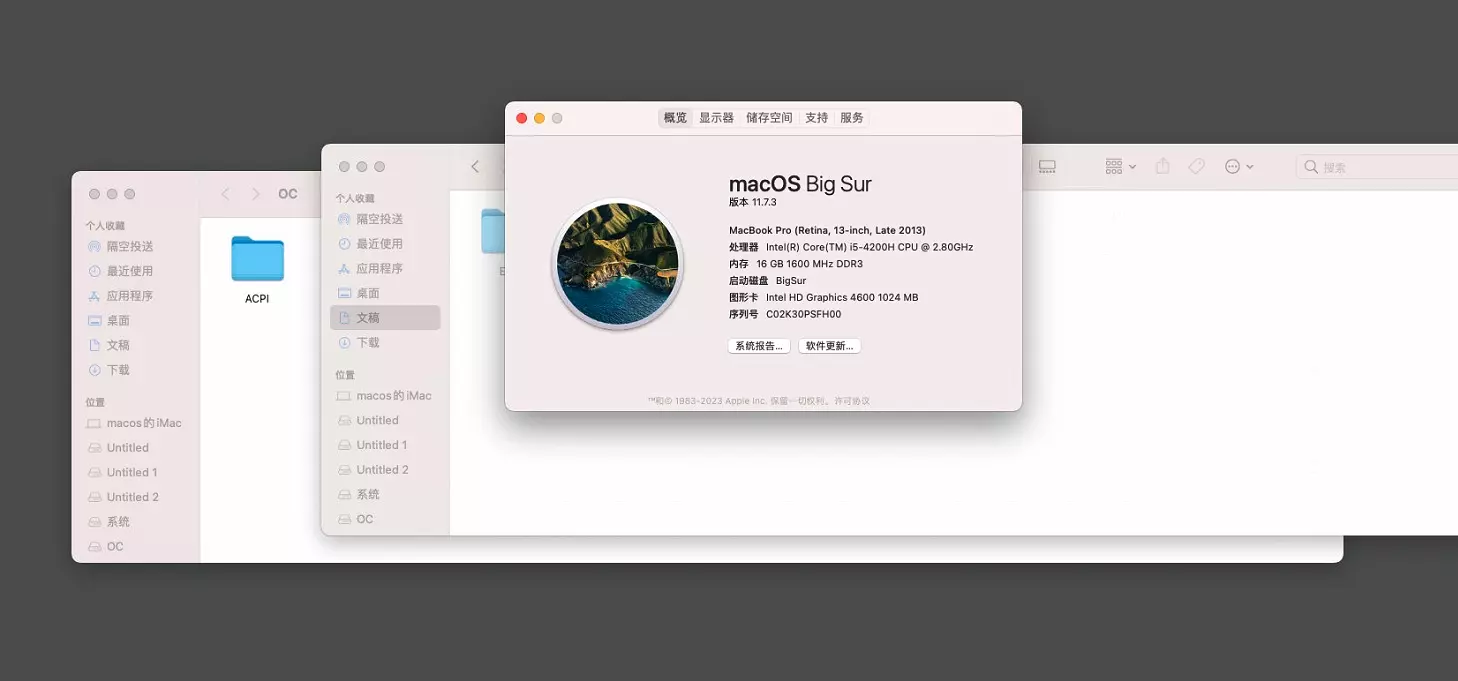 概览 显示器 储存空间 支持 服务
macOS Big Sur
版本 11.7.3
MacBook Pro (Retina, 13-inch, Late 2013)
处理器 Intel(R) Core(TM) i5-4200H CPU @ 2.80GHz
内存 16 GB 1600 MHz DDR3
启动磁盘 BigSur
图形卡 Intel HD Graphics 4600 1024 MB
序列号 C02K30PSFH00
系统报告... 软件更新...
™和© 1983-2023 Apple Inc. 保留一切权利。许可协议
搜索
个人收藏
隔空投送
最近使用
应用程序
桌面
文稿
下载
位置
macos的iMac
Untitled
Untitled 1
Untitled 2
系统
OC
E
OC
个人收藏
隔空投送
最近使用
应用程序
桌面
文稿
下载
位置
macos的iMac
Untitled
Untitled 1
Untitled 2
系统
OC
ACPI